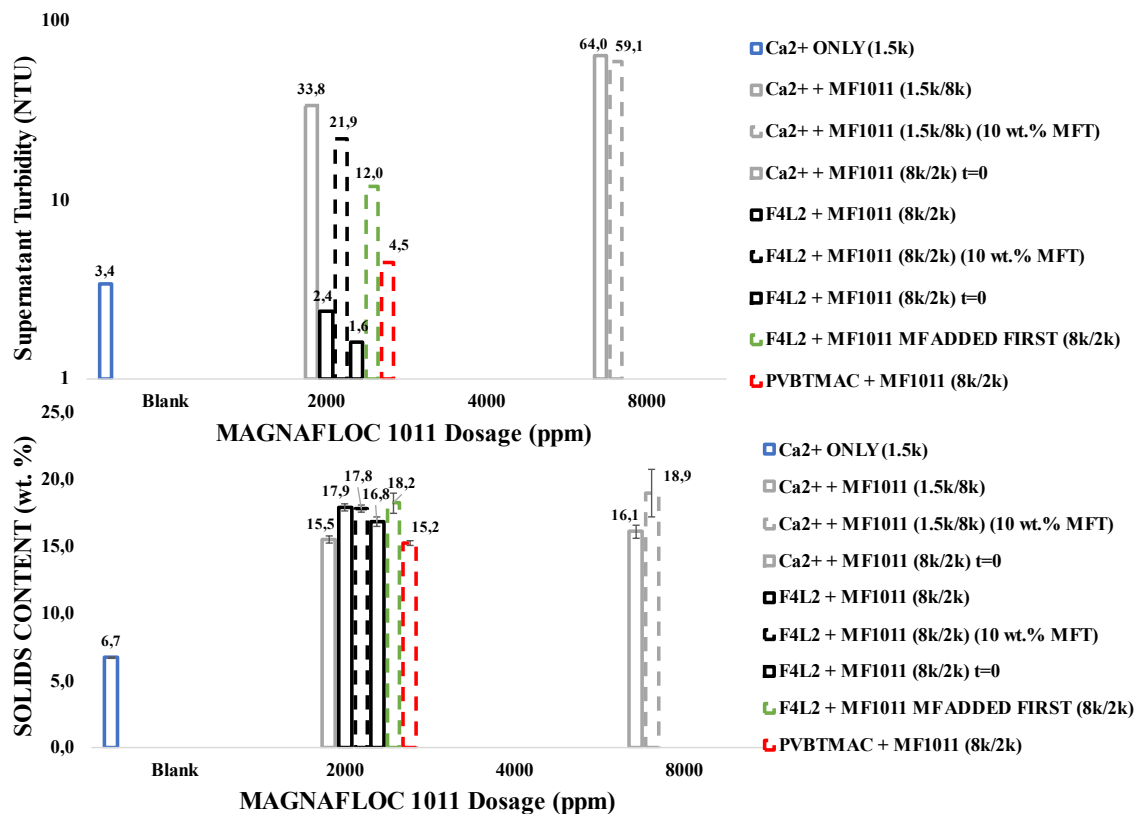 100
10
1
Supernatant Turbidity (NTU)
3,4
33,8
2,4
21,9
1,6
12,0
4,5
64,0
59,1
Blank
2000
4000
8000
MAGNAFLOC 1011 Dosage (ppm)
Ca2+ ONLY (1.5k)
Ca2+ + MF1011 (1.5k/8k)
Ca2+ + MF1011 (1.5k/8k) (10 wt.% MFT)
Ca2+ + MF1011 (8k/2k) t=0
F4L2 + MF1011 (8k/2k)
F4L2 + MF1011 (8k/2k) (10 wt.% MFT)
F4L2 + MF1011 (8k/2k) t=0
F4L2 + MF1011 MF ADDED FIRST (8k/2k)
PVBTMAC + MF1011 (8k/2k)
25,0
20,0
15,0
10,0
5,0
0,0
SOLIDS CONTENT (wt. %)
6,7
15,5
17,9
17,8
16,8
18,2
15,2
16,1
18,9
Blank
2000
4000
8000
MAGNAFLOC 1011 Dosage (ppm)
Ca2+ ONLY (1.5k)
Ca2+ + MF1011 (1.5k/8k)
Ca2+ + MF1011 (1.5k/8k) (10 wt.% MFT)
Ca2+ + MF1011 (8k/2k) t=0
F4L2 + MF1011 (8k/2k)
F4L2 + MF1011 (8k/2k) (10 wt.% MFT)
F4L2 + MF1011 (8k/2k) t=0
F4L2 + MF1011 MF ADDED FIRST (8k/2k)
PVBTMAC + MF1011 (8k/2k)